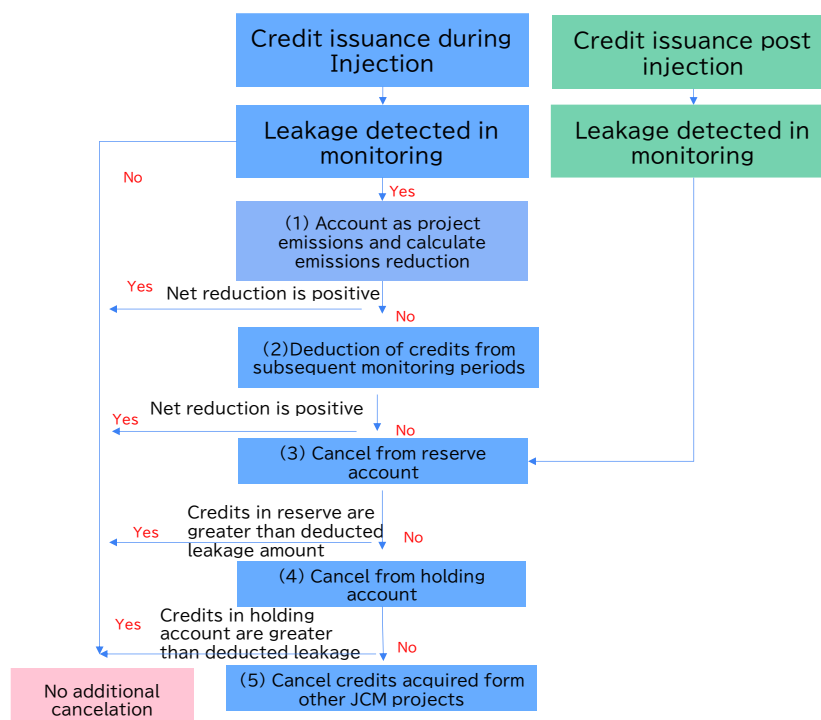 Credit issuance during
Injection
Credit issuance post
injection
Leakage detected in
monitoring
Leakage detected in
monitoring
No
Yes
(1) Account as project
emissions and calculate
emissions reduction
Yes
Net reduction is positive
No
(2)Deduction of credits from
subsequent monitoring periods
Net reduction is positive
Yes
No
(3) Cancel from reserve
account
Credits in reserve are
greater than deducted
leakage amount
Yes
No
(4) Cancel from holding
account
Credits in holding
account are greater
than deducted leakage
Yes
No
(5) Cancel credits acquired form
other JCM projects
No additional
cancelation